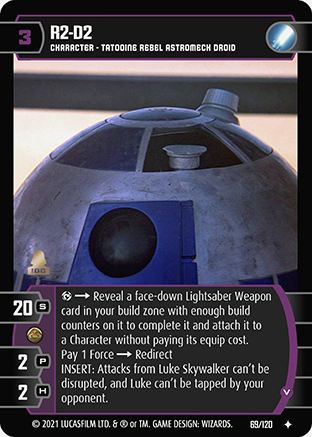 3
R2-D2
CHARACTER - TATOOINE REBEL ASTROMECH DROID
20 S
2 P
2 H
→ Reveal a face-down Lightsaber Weapon
card in your build zone with enough build
counters on it to complete it and attach it to
a Character without paying its equip cost.
Pay 1 Force → Redirect
INSERT: Attacks from Luke Skywalker can't be
disrupted, and Luke can't be tapped by your
opponent.
V
© 2021 LUCASFILM LTD. & ® OR TM. GAME DESIGN: WIZARDS.
69/120